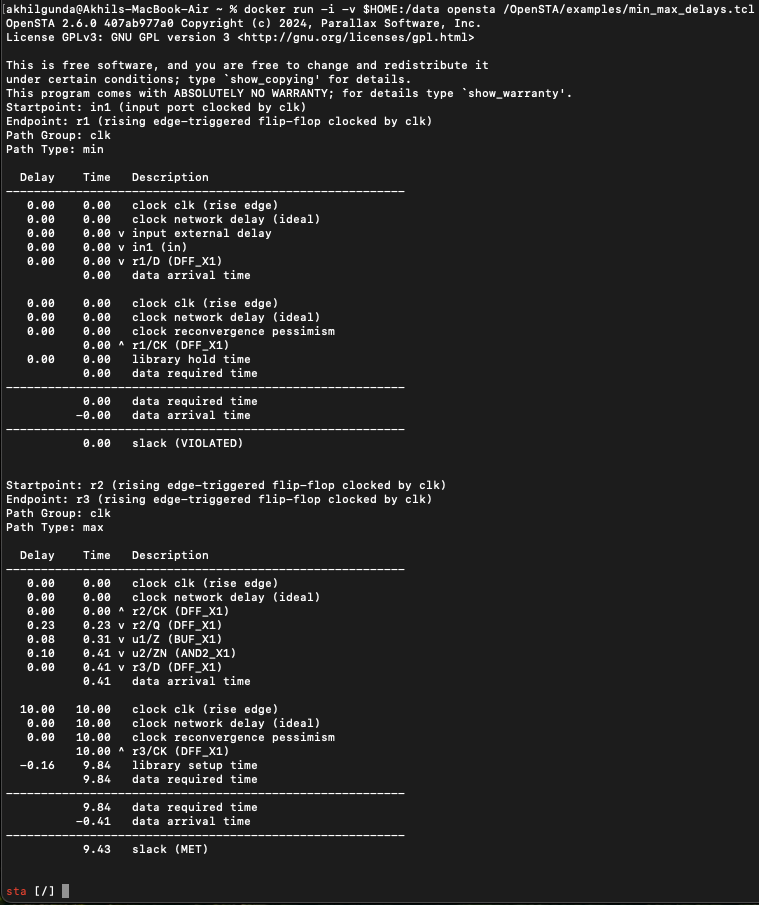 [akhilgunda@Akhils-MacBook-Air ~ % docker run -i -v $HOME:/data opensta /OpenSTA/examples/min_max_delays.tcl
OpenSTA 2.6.0 407ab977a0 Copyright (c) 2024, Parallax Software, Inc.
License GPLv3: GNU GPL version 3 <http://gnu.org/licenses/gpl.html>

This is free software, and you are free to change and redistribute it
under certain conditions; type `show_copying' for details.
This program comes with ABSOLUTELY NO WARRANTY; for details type `show_warranty'.
Startpoint: in1 (input port clocked by clk)
Endpoint: r1 (rising edge-triggered flip-flop clocked by clk)
Path Group: clk
Path Type: min

  Delay    Time   Description
---------------------------------------------------------
   0.00    0.00   clock clk (rise edge)
   0.00    0.00   clock network delay (ideal)
   0.00    0.00 v input external delay
   0.00    0.00 v in1 (in)
   0.00    0.00 v r1/D (DFF_X1)
           0.00   data arrival time

   0.00    0.00   clock clk (rise edge)
   0.00    0.00   clock network delay (ideal)
   0.00    0.00   clock reconvergence pessimism
           0.00 ^ r1/CK (DFF_X1)
   0.00    0.00   library hold time
           0.00   data required time
---------------------------------------------------------
           0.00   data required time
          -0.00   data arrival time
---------------------------------------------------------
           0.00   slack (VIOLATED)


Startpoint: r2 (rising edge-triggered flip-flop clocked by clk)
Endpoint: r3 (rising edge-triggered flip-flop clocked by clk)
Path Group: clk
Path Type: max

  Delay    Time   Description
---------------------------------------------------------
   0.00    0.00   clock clk (rise edge)
   0.00    0.00   clock network delay (ideal)
   0.00    0.00 ^ r2/CK (DFF_X1)
   0.23    0.23 v r2/Q (DFF_X1)
   0.08    0.31 v u1/Z (BUF_X1)
   0.10    0.41 v u2/ZN (AND2_X1)
   0.00    0.41 v r3/D (DFF_X1)
           0.41   data arrival time

  10.00   10.00   clock clk (rise edge)
   0.00   10.00   clock network delay (ideal)
   0.00   10.00   clock reconvergence pessimism
          10.00 ^ r3/CK (DFF_X1)
  -0.16    9.84   library setup time
           9.84   data required time
---------------------------------------------------------
           9.84   data required time
          -0.41   data arrival time
---------------------------------------------------------
           9.43   slack (MET)


sta [/]